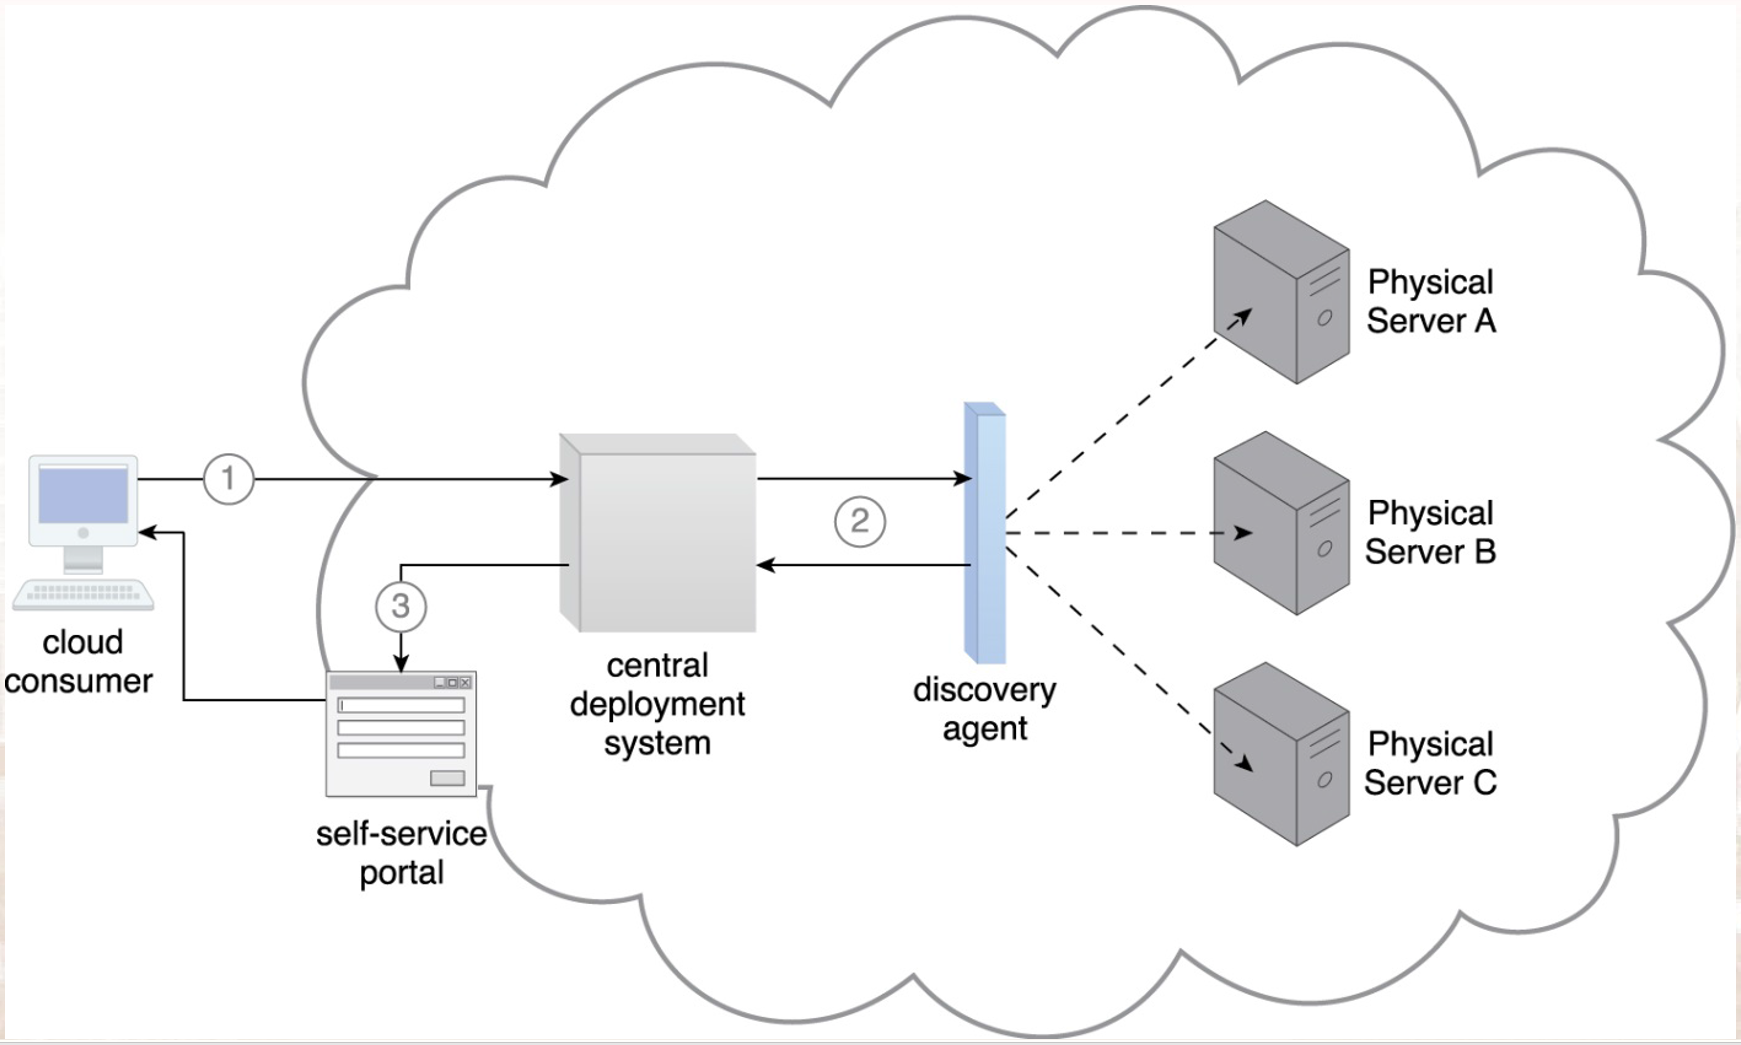 Physical
Server A
1
2
Physical
Server B
3
cloud
consumer
central
deployment
system
discovery
agent
Physical
Server C
self-service
portal